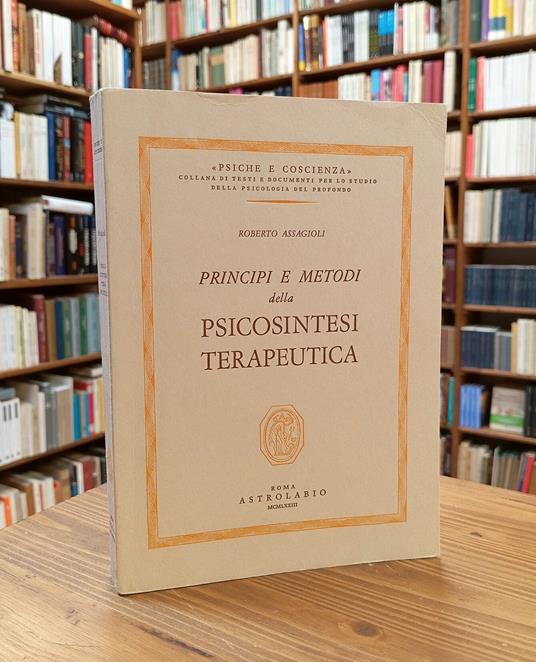 «PSICHE E COSCIENZA»
COLLANA DI TESTI E DOCUMENTI PER LO STUDIO
DELLA PSICOLOGIA DEL PROFONDO
ROBERTO ASSAGIOLI
PRINCIPI E METODI
della
PSICOSINTESI
TERAPEUTICA
ROMA
ASTROLABIO
MCMLXXIII